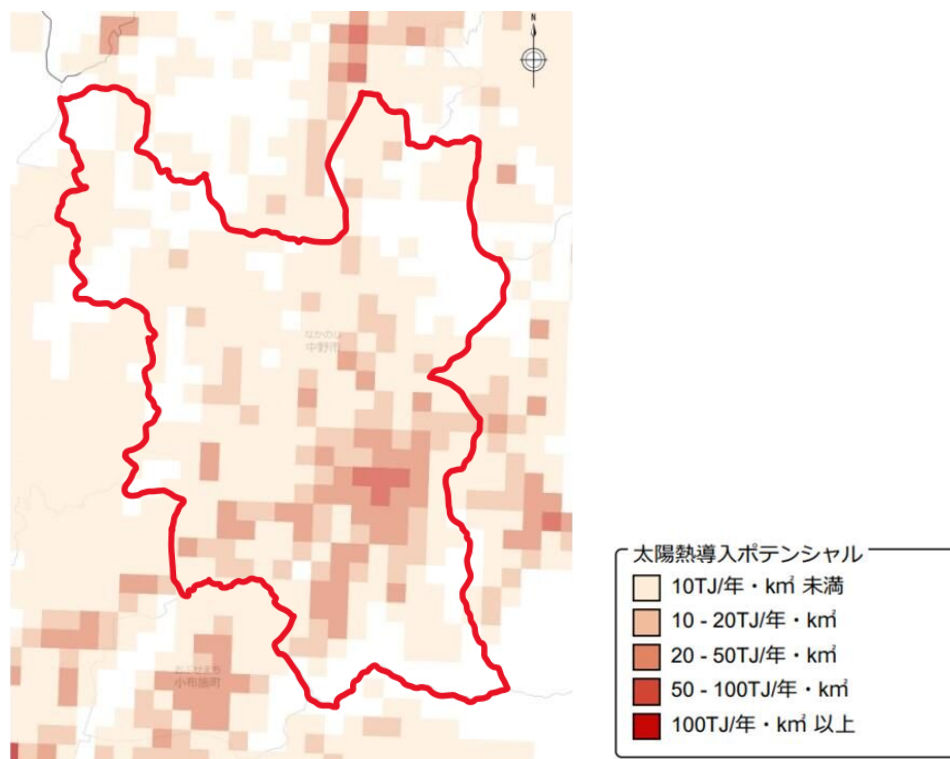 N
なかのし
中野市
おぶせまち
小布施町
太陽熱導入ポテンシャル
10TJ/年・k㎡ 未満
10 - 20TJ/年・k㎡
20 - 50TJ/年・k㎡
50 - 100TJ/年・k㎡
100TJ/年・k㎡ 以上